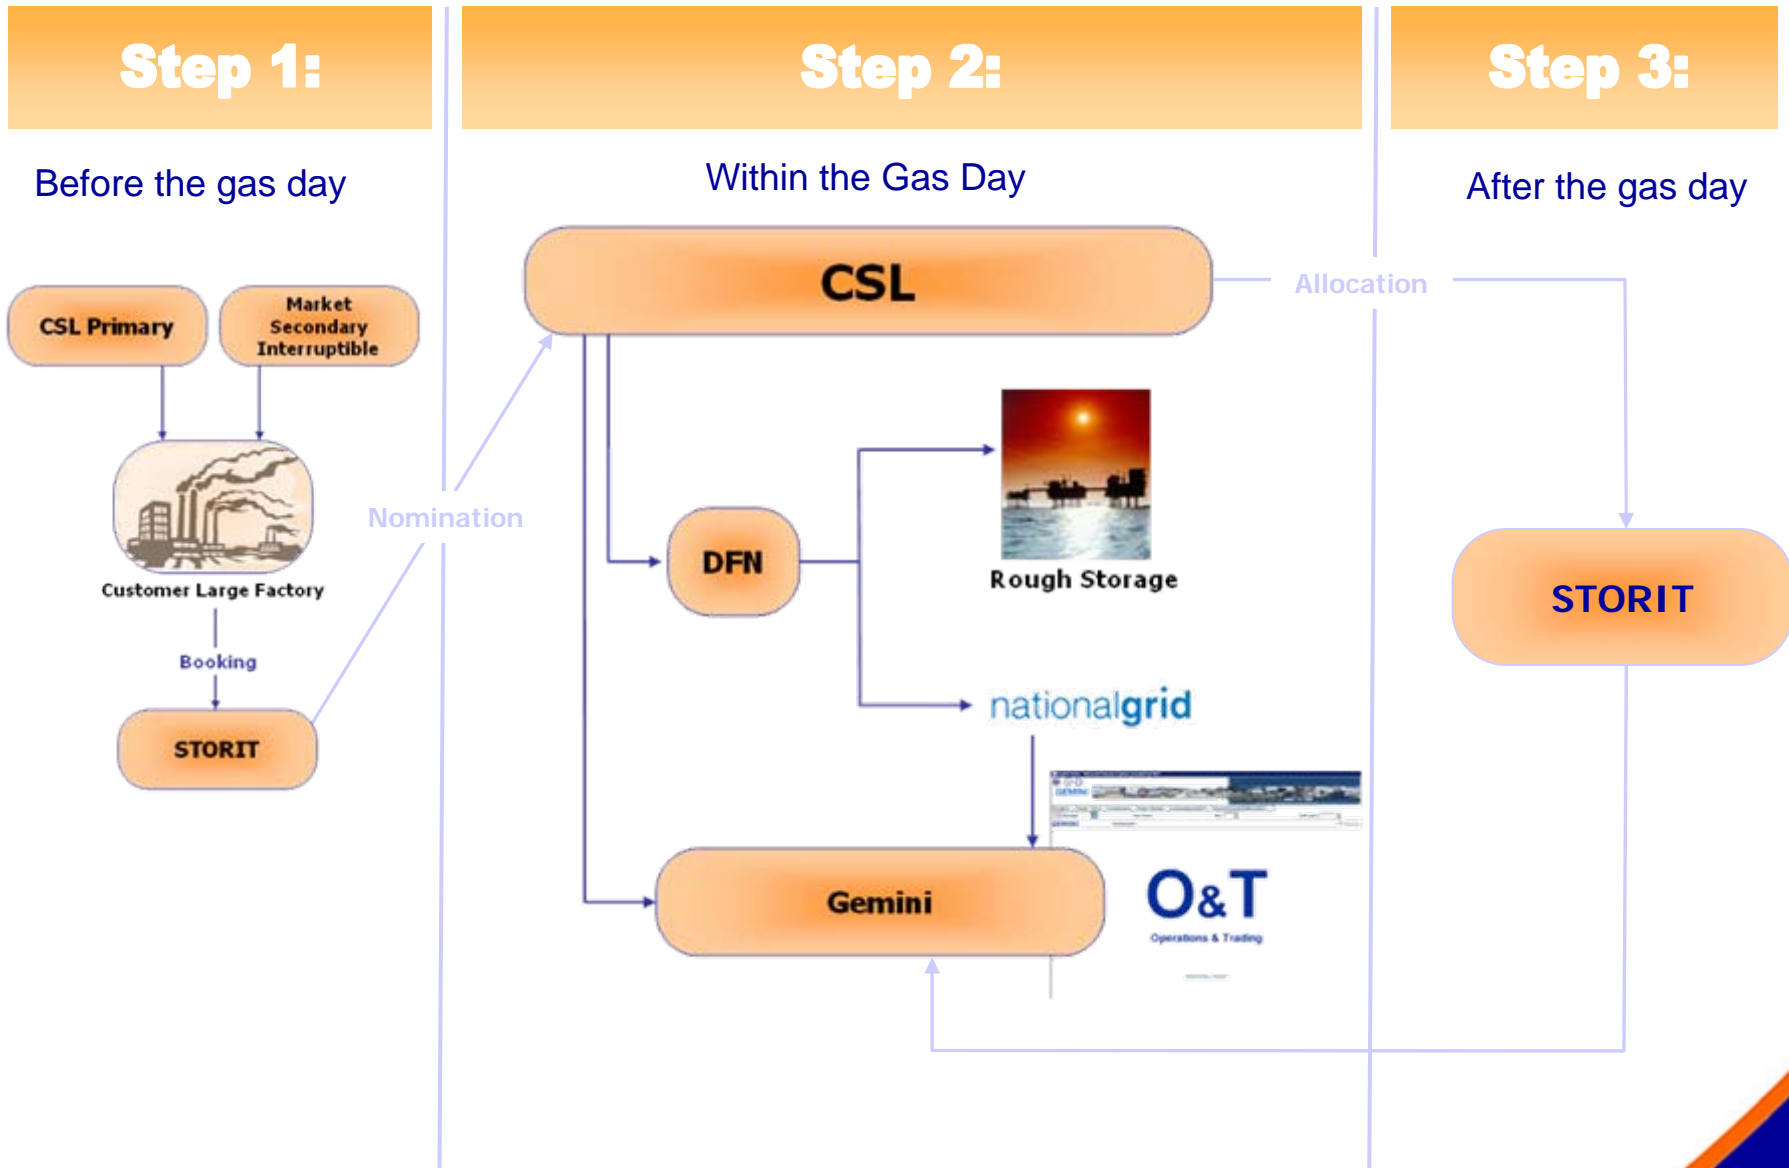 Step 1:
Step 2:
Step 3:
Before the gas day
Within the Gas Day
After the gas day
CSL
Allocation
CSL Primary
Market
Secondary
Interruptible
Nomination
Customer Large Factory
Booking
STORIT
DFN
Rough Storage
nationalgrid
GEMINI
Gemini
O&T
Operations & Trading
STORIT